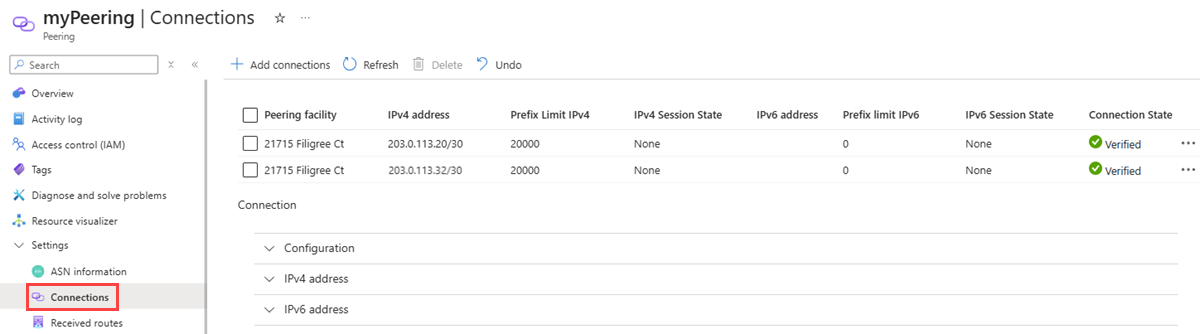 myPeering | Connections
Peering
Search
Overview
Activity log
Access control (IAM)
Tags
Diagnose and solve problems
Resource visualizer
Settings
ASN information
Connections
Received routes
Add connections Refresh Delete Undo
Peering facility IPv4 address Prefix Limit IPv4 IPv4 Session State IPv6 address Prefix limit IPv6 IPv6 Session State Connection State
21715 Filigree Ct 203.0.113.20/30 20000 None 0 None Verified
21715 Filigree Ct 203.0.113.32/30 20000 None 0 None Verified
Connection
Configuration
IPv4 address
IPv6 address